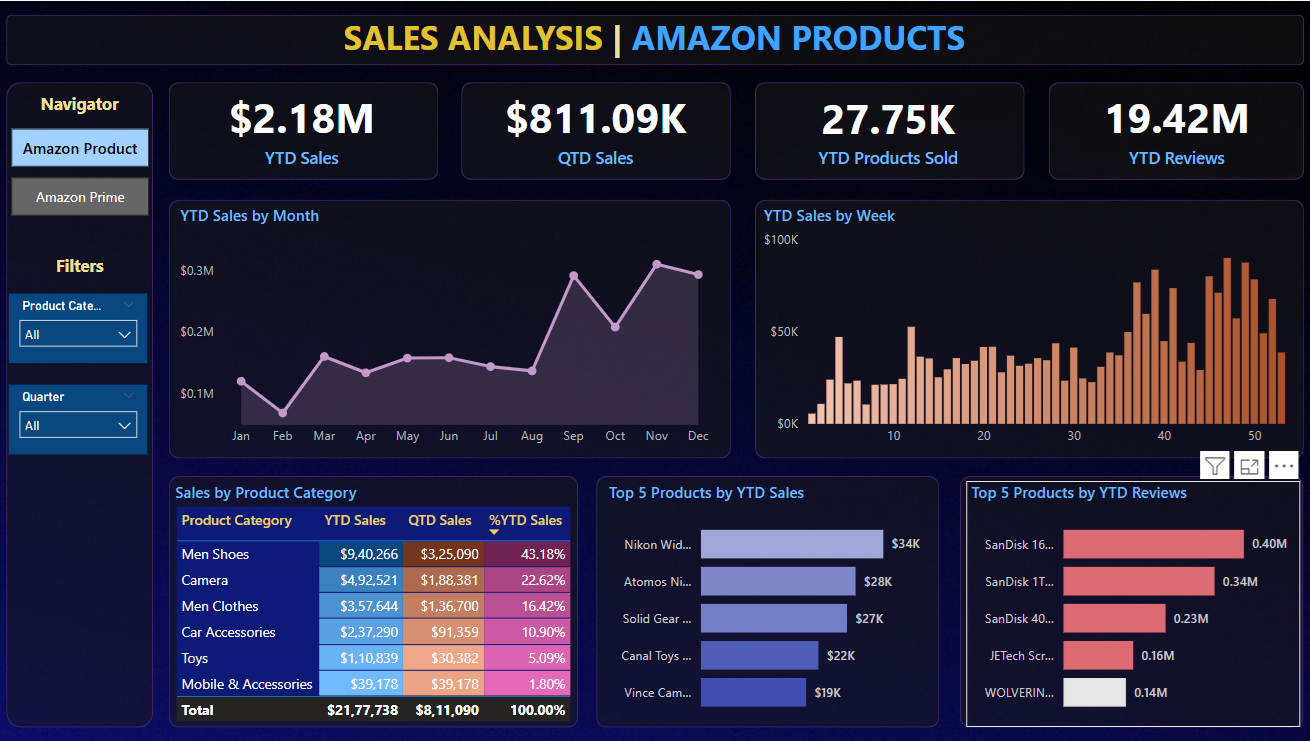 SALES ANALYSIS | AMAZON PRODUCTS
Navigator
Amazon Product
Amazon Prime
Filters
Product Cate...
All
Quarter
All
$2.18M
YTD Sales
$811.09K
QTD Sales
27.75K
YTD Products Sold
19.42M
YTD Reviews
YTD Sales by Month
$0.3M
$0.2M
$0.1M
Jan Feb Mar Apr May Jun Jul Aug Sep Oct Nov Dec
YTD Sales by Week
$100K
$50K
$0K
10 20 30 40 50
Sales by Product Category
Product Category YTD Sales QTD Sales %YTD Sales
Men Shoes $9,40,266 $3,25,090 43.18%
Camera $4,92,521 $1,88,381 22.62%
Men Clothes $3,57,644 $1,36,700 16.42%
Car Accessories $2,37,290 $91,359 10.90%
Toys $1,10,839 $30,382 5.09%
Mobile & Accessories $39,178 $39,178 1.80%
Total $21,77,738 $8,11,090 100.00%
Top 5 Products by YTD Sales
Nikon Wid... $34K
Atomos Ni... $28K
Solid Gear ... $27K
Canal Toys ... $22K
Vince Cam... $19K
Top 5 Products by YTD Reviews
SanDisk 16... 0.40M
SanDisk 1T... 0.34M
SanDisk 40... 0.23M
JETech Scr... 0.16M
WOLVERIN... 0.14M